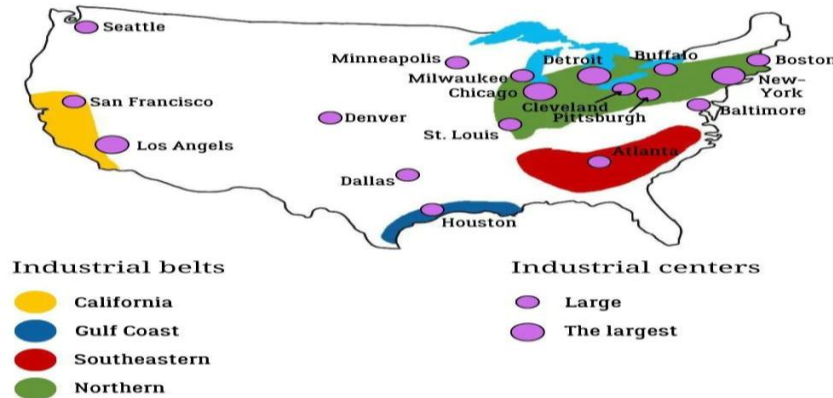 Seattle
Minneapolis
Detroit
Buffalo
Boston
Milwaukee
Chicago
New-
York
San Francisco
Cleveland
Pittsburgh
Baltimore
Denver
St. Louis
Los Angels
Atlanta
Dallas
Houston
Industrial belts
California
Gulf Coast
Southeastern
Northern
Industrial centers
Large
The largest